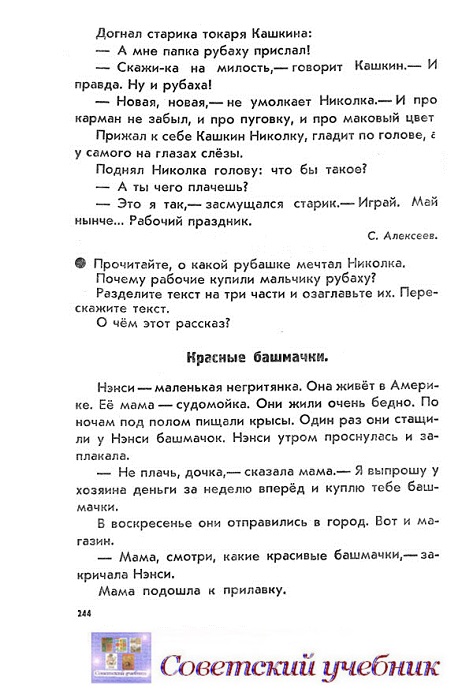 Догнал старика токаря Кашкина:
— А мне папка рубаху прислал!
— Скажи-ка на милость,— говорит Кашкин.— И
правда. Ну и рубаха!
— Новая, новая,— не умолкает Николка.— И про
карман не забыл, и про пуговку, и про маковый цвет
Прижал к себе Кашкин Николку, гладит по голове, а
у самого на глазах слёзы.
Поднял Николка голову: что бы такое?
— А ты чего плачешь?
— Это я так,— засмущался старик.— Играй. Май
нынче... Рабочий праздник.
С. Алексеев.
Прочитайте, о какой рубашке мечтал Николка.
Почему рабочие купили мальчику рубаху?
Разделите текст на три части и озаглавьте их. Пере-
скажите текст.
О чём этот рассказ?
Красные башмачки.
Нэнси — маленькая негритянка. Она живёт в Амери-
ке. Её мама — судомойка. Они жили очень бедно. По
ночам под полом пищали крысы. Один раз они стащи-
ли у Нэнси башмачок. Нэнси утром проснулась и за-
плакала.
— Не плачь, дочка,— сказала мама.— Я выпрошу у
хозяина деньги за неделю вперёд и куплю тебе баш-
мачки.
В воскресенье они отправились в город. Вот и ма-
газин.
— Мама, смотри, какие красивые башмачки,— за-
кричала Нэнси.
Мама подошла к прилавку.
244
Советский учебник